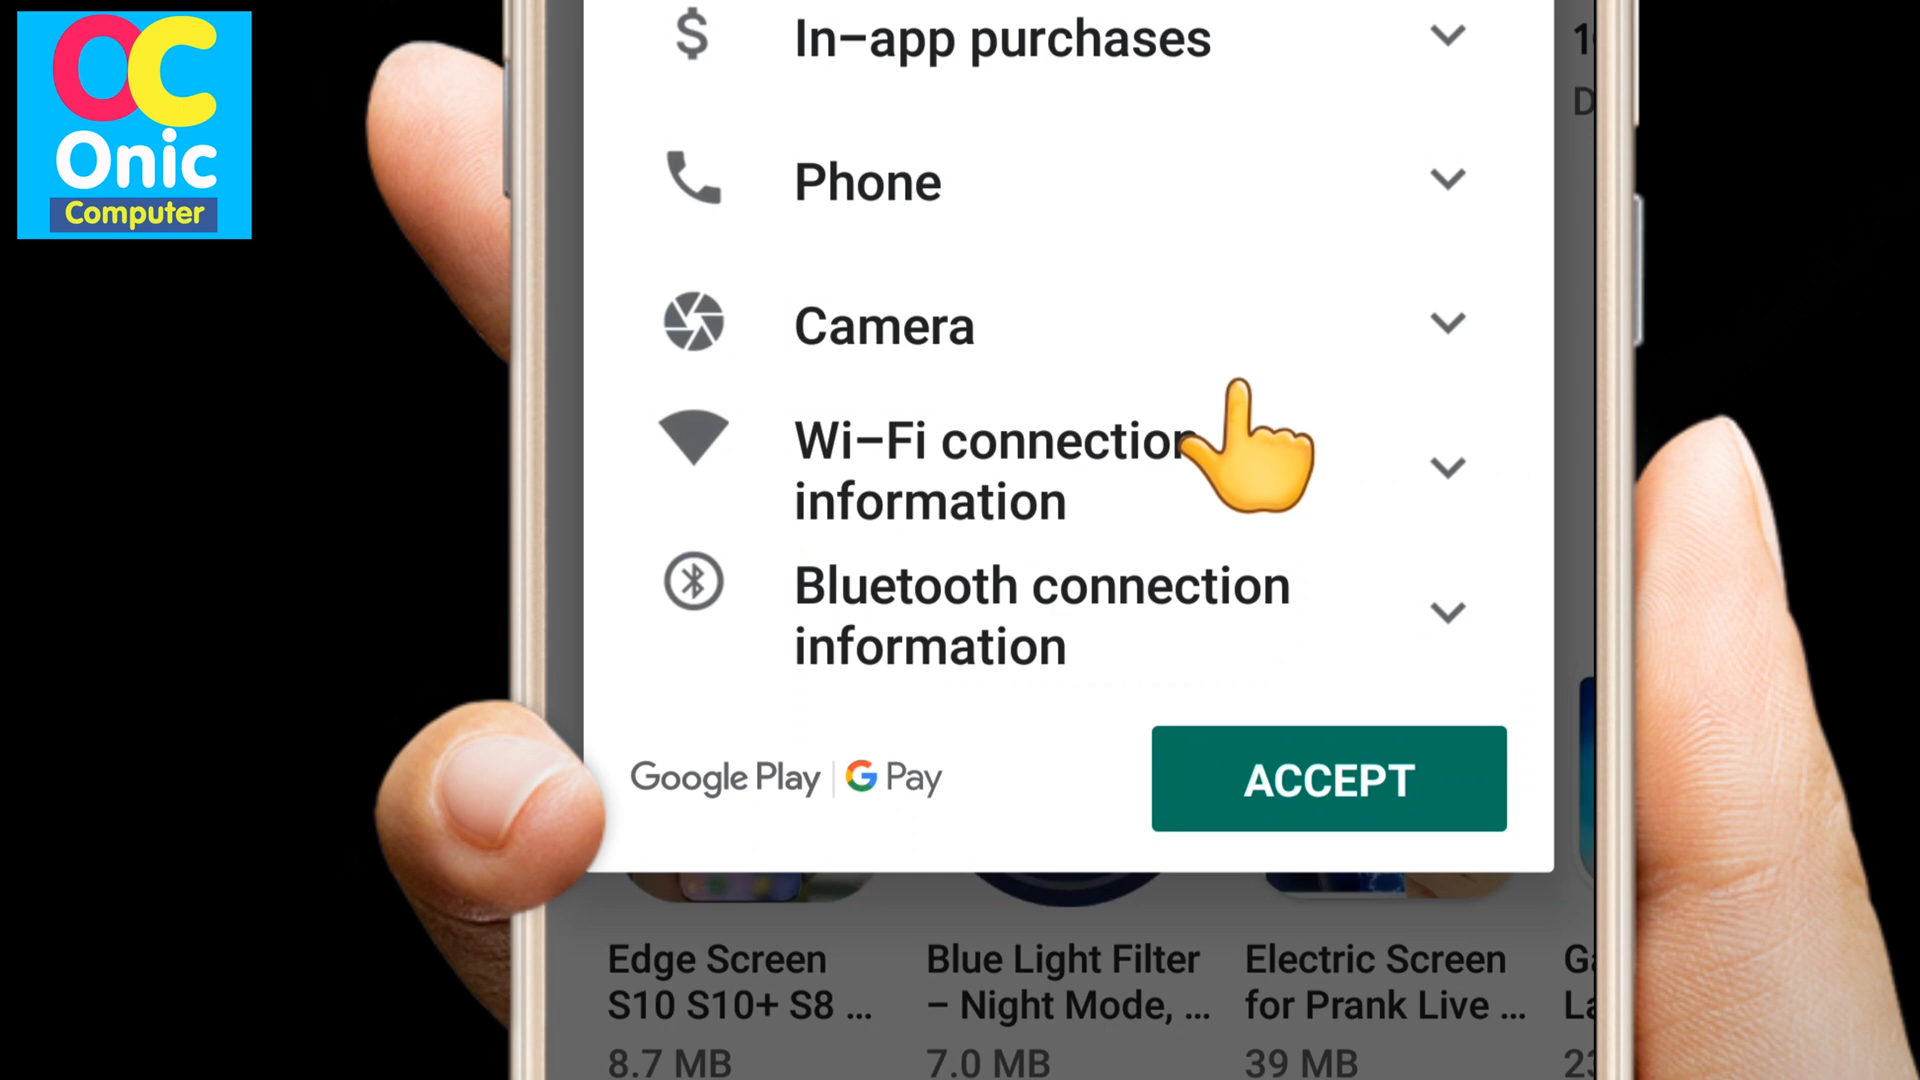 OC
Onic
Computer
In-app purchases
Phone
Camera
Wi-Fi connection
information
Bluetooth connection
information
Google Play | G Pay
ACCEPT
Edge Screen
S10 S10+ S8 ...
8.7 MB
Blue Light Filter
– Night Mode, ...
7.0 MB
Electric Screen
for Prank Live ...
39 MB